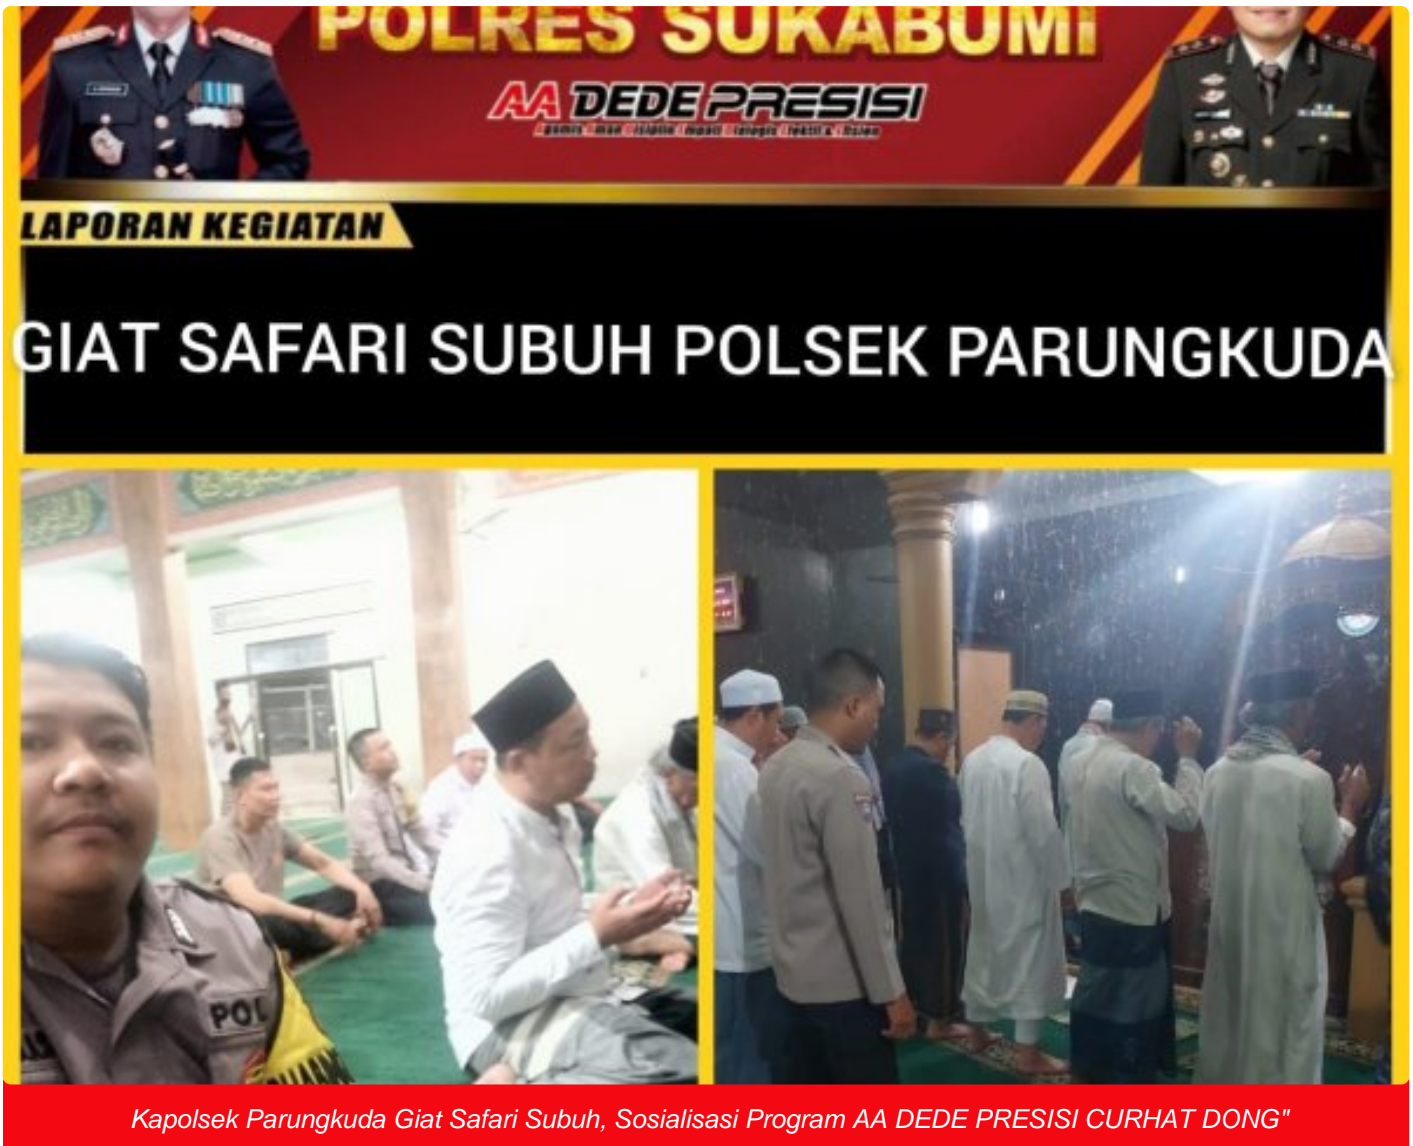 POLRES SUKABUMI
AA DEDE PRESISI
LAPORAN KEGIATAN
GIAT SAFARI SUBUH POLSEK PARUNGKUDA
POL
Kapolsek Parungkuda Giat Safari Subuh, Sosialisasi Program AA DEDE PRESISI CURHAT DONG"